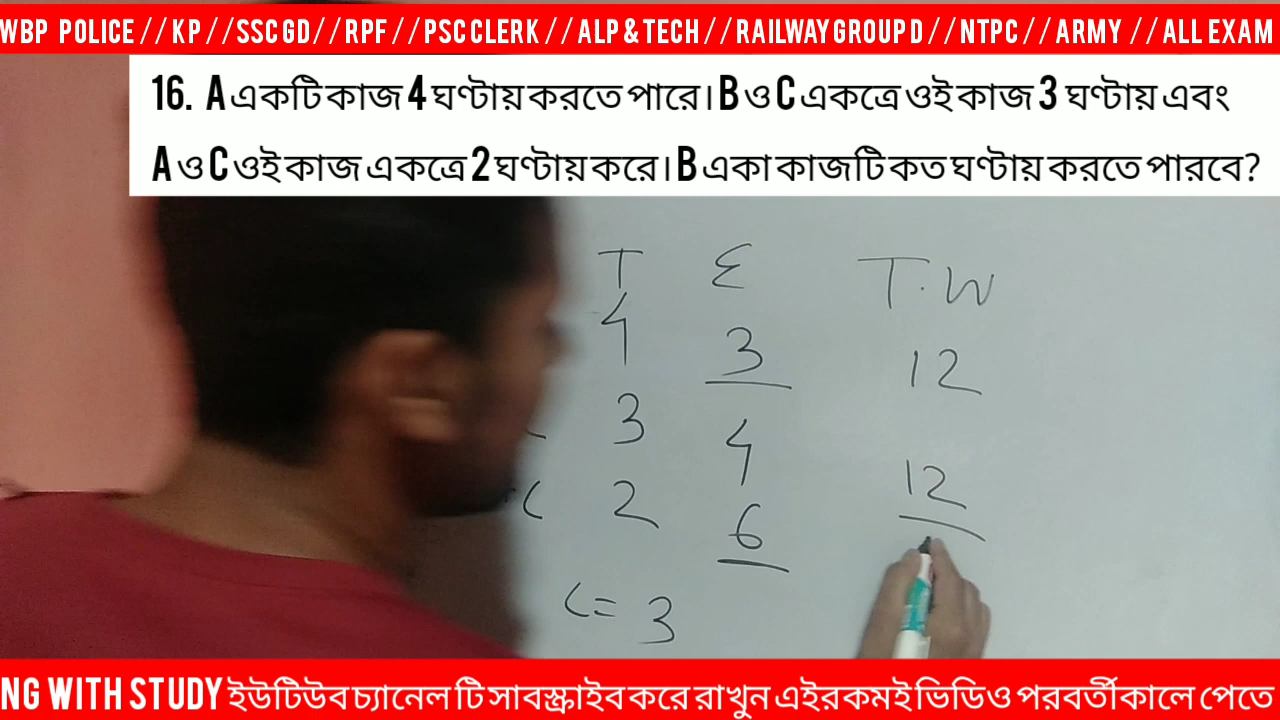 WBP POLICE // KP // SSC GD // RPF // PSC CLERK // ALP & TECH // RAILWAY GROUP D // NTPC // ARMY // ALL EXAM
16. A একটি কাজ 4 ঘণ্টায় করতে পারে। B ও C একত্রে ওই কাজ 3 ঘণ্টায় এবং
A ও C ওই কাজ একত্রে 2 ঘণ্টায় করে। B একা কাজটি কত ঘণ্টায় করতে পারবে?
T E T.W
4 3 12
3 4
2 6 12
C = 3
NG WITH STUDY ইউটিউব চ্যানেল টি সাবস্ক্রাইব করে রাখুন এইরকমই ভিডিও পরবর্তীকালে পেতে